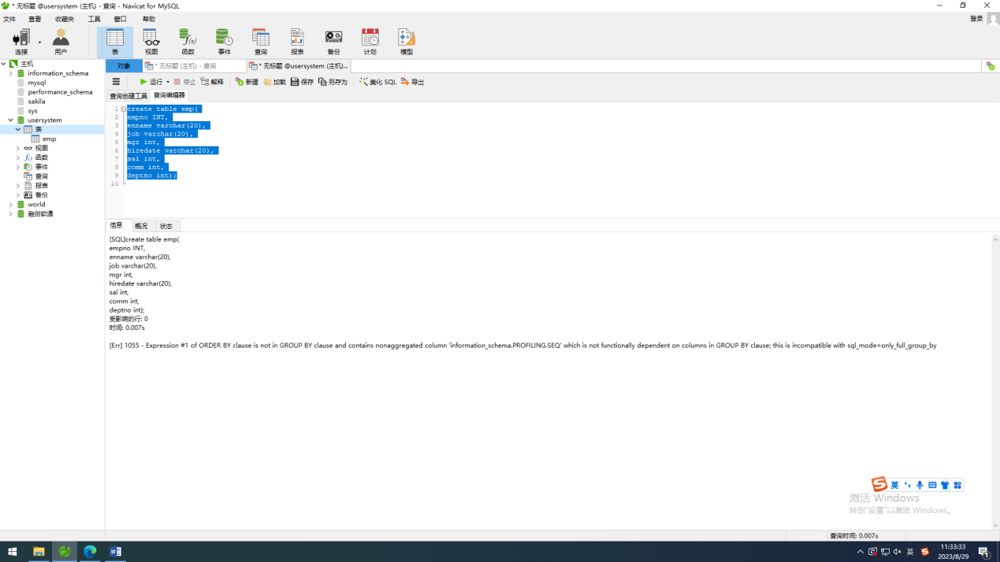 * 无标题 @usersystem (主机) - 查询 - Navicat for MySQL
文件 查看 收藏夹 工具 窗口 帮助
登录
连接 用户 表 视图 函数 事件 查询 报表 备份 计划 模型
主机
information_schema
mysql
performance_schema
sakila
sys
usersystem
表
emp
视图
函数
事件
查询
报表
备份
world
融创软通
对象 * 无标题 (主机) - 查询 * 无标题 @usersystem (主机)...
运行 停止 解释 新建 加载 保存 另存为 美化 SQL 导出
查询创建工具 查询编辑器
1 create table emp(
2 empno INT,
3 enname varchar(20),
4 job varchar(20),
5 mgr int,
6 hiredate varchar(20),
7 sal int,
8 comm int,
9 deptno int);
10
信息 概况 状态
[SQL]create table emp(
empno INT,
enname varchar(20),
job varchar(20),
mgr int,
hiredate varchar(20),
sal int,
comm int,
deptno int);
受影响的行: 0
时间: 0.007s
[Err] 1055 - Expression #1 of ORDER BY clause is not in GROUP BY clause and contains nonaggregated column 'information_schema.PROFILING.SEQ' which is not functionally dependent on columns in GROUP BY clause; this is incompatible with sql_mode=only_full_group_by
英
激活 Windows
转到"设置"以激活 Windows。
查询时间: 0.007s
英
11:33:33
2023/8/29
1